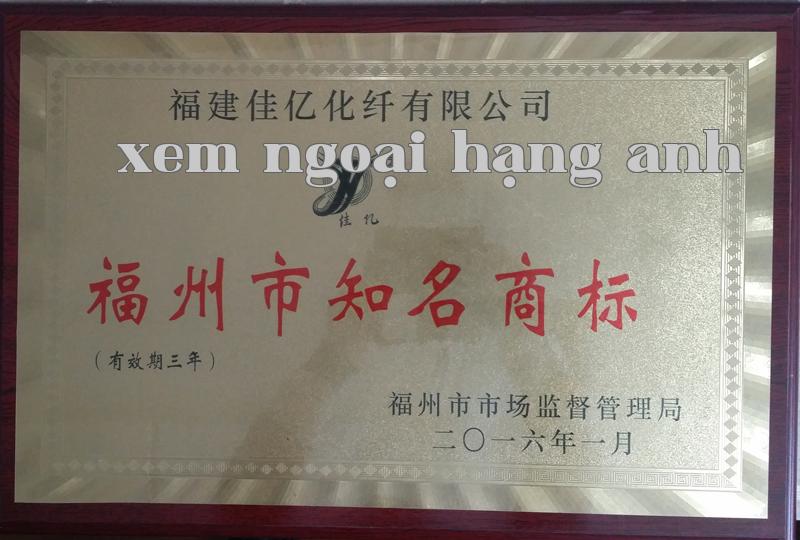 福建佳亿化纤有限公司
xem ngoại hạng anh
佳亿
福州市知名商标
(有效期三年)
福州市市场监督管理局
二〇一六年一月